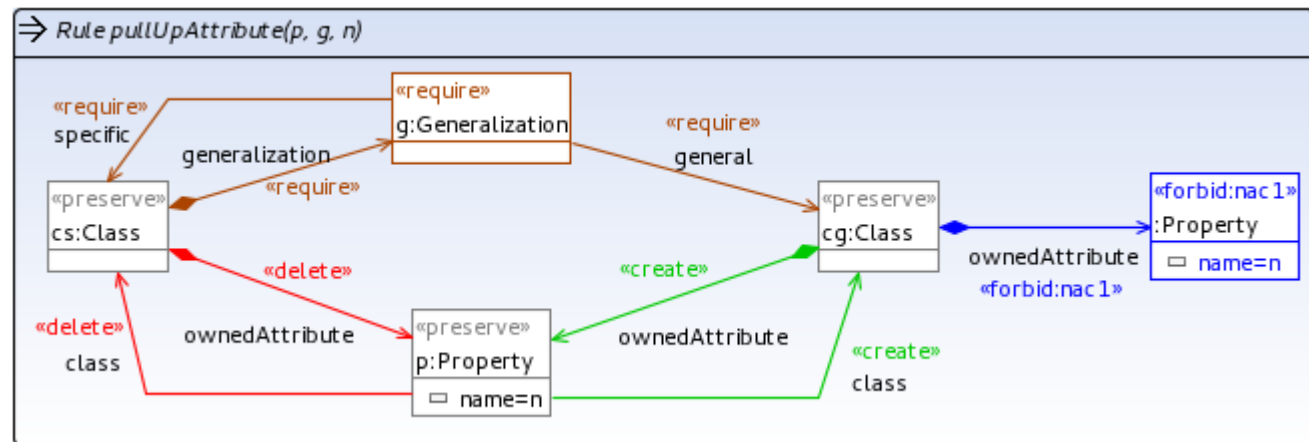 Rule pullUpAttribute(p, g, n)
«require»
specific
«require»
g:Generalization
«require»
general
generalization
«require»
«preserve»
cs:Class
«preserve»
cg:Class
«forbid:nac1»
:Property
name=n
ownedAttribute
«forbid:nac1»
«delete»
ownedAttribute
«create»
ownedAttribute
«delete»
class
«preserve»
p:Property
name=n
«create»
class